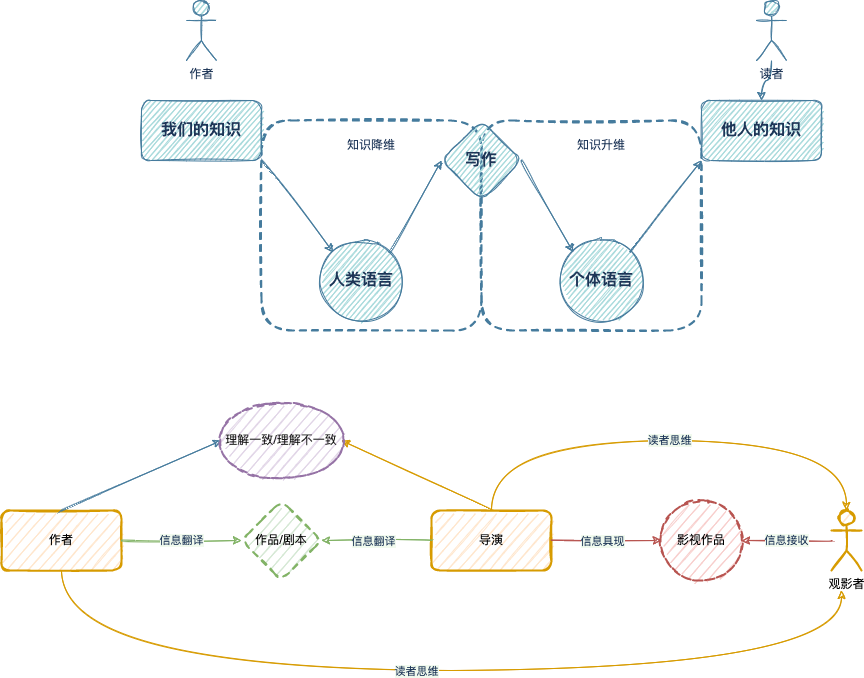 作者
读者
我们的知识
他人的知识
知识降维
知识升维
写作
人类语言
个体语言
理解一致/理解不一致
读者思维
作者
信息翻译
作品/剧本
信息翻译
导演
信息具现
影视作品
信息接收
观影者
读者思维